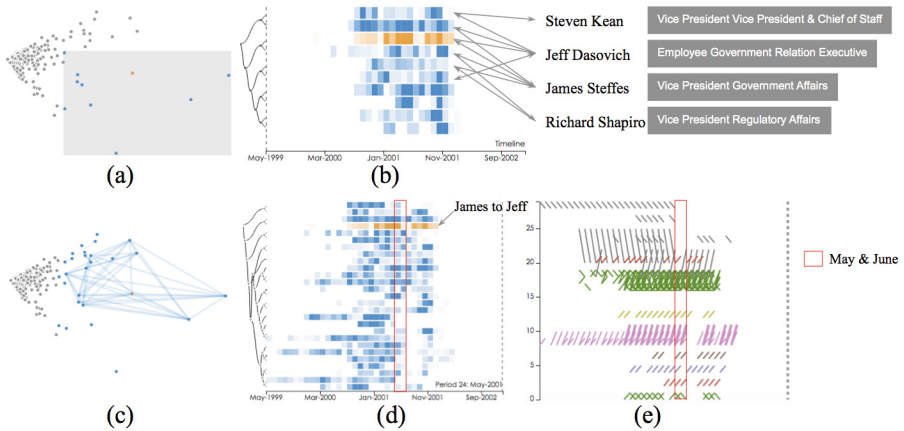 Steven Kean
Vice President Vice President & Chief of Staff
Jeff Dasovich
Employee Government Relation Executive
James Steffes
Vice President Government Affairs
Richard Shapiro
Vice President Regulatory Affairs
Timeline
May-1999
Mar-2000
Jan-2001
Nov-2001
Sep-2002
(a)
(b)
James to Jeff
Period 24: May-2001
May-1999
Mar-2000
Jan-2001
Nov-2001
Sep-2002
25
20
15
10
5
0
May & June
(c)
(d)
(e)